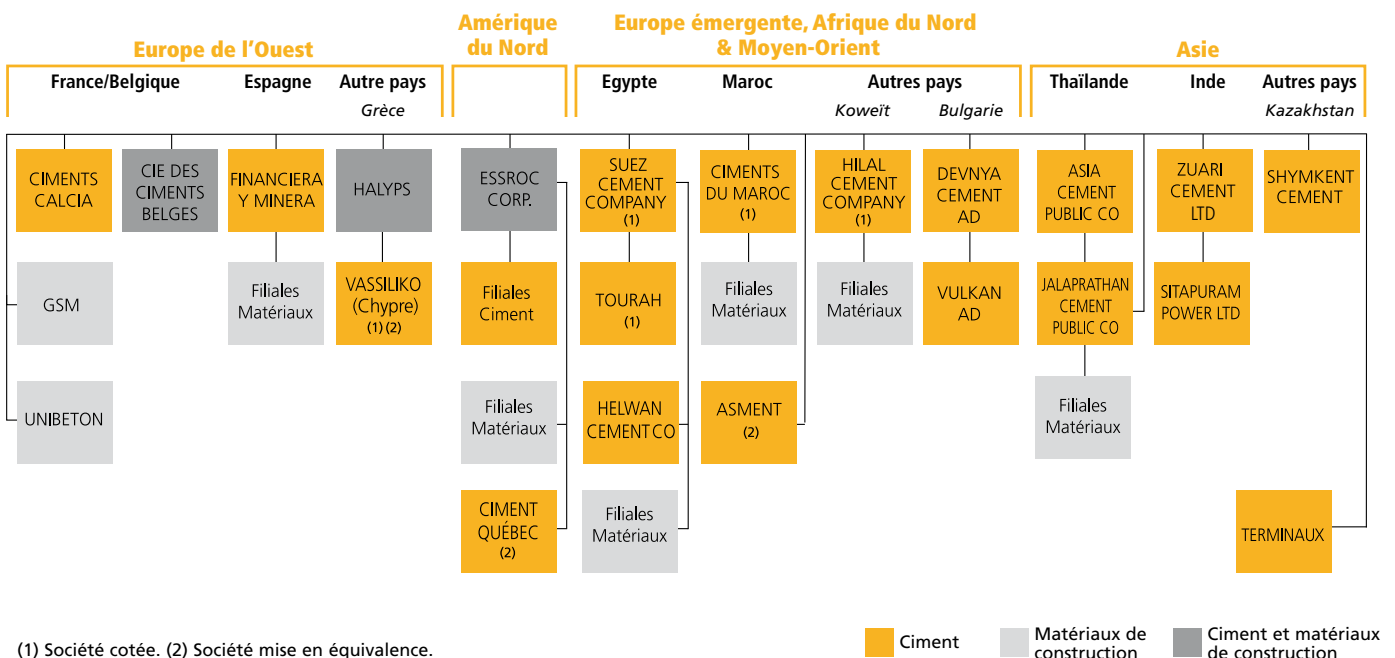 Europe de l'Ouest
Amérique
du Nord
Europe émergente, Afrique du Nord
& Moyen-Orient
Asie
France/Belgique
Espagne
Autre pays
Grèce
Egypte
Maroc
Autres pays
Koweït
Bulgarie
Thaïlande
Inde
Autres pays
Kazakhstan
CIMENTS
CALCIA
CIE DES
CIMENTS
BELGES
FINANCIERA
Y MINERA
HALYPS
ESSROC
CORP.
SUEZ
CEMENT
COMPANY
(1)
CIMENTS
DU MAROC
(1)
HILAL
CEMENT
COMPANY
(1)
DEVNYA
CEMENT
AD
ASIA
CEMENT
PUBLIC CO
ZUARI
CEMENT
LTD
SHYMKENT
CEMENT
GSM
Filiales
Matériaux
VASSILIKO
(Chypre)
(1) (2)
Filiales
Ciment
TOURAH
(1)
Filiales
Matériaux
Filiales
Matériaux
VULKAN
AD
JALAPRATHAN
CEMENT
PUBLIC CO
SITAPURAM
POWER LTD
UNIBETON
Filiales
Matériaux
HELWAN
CEMENT CO
ASMENT
(2)
Filiales
Matériaux
CIMENT
QUÉBEC
(2)
Filiales
Matériaux
TERMINAUX
(1) Société cotée. (2) Société mise en équivalence.
Ciment
Matériaux de
construction
Ciment et matériaux
de construction